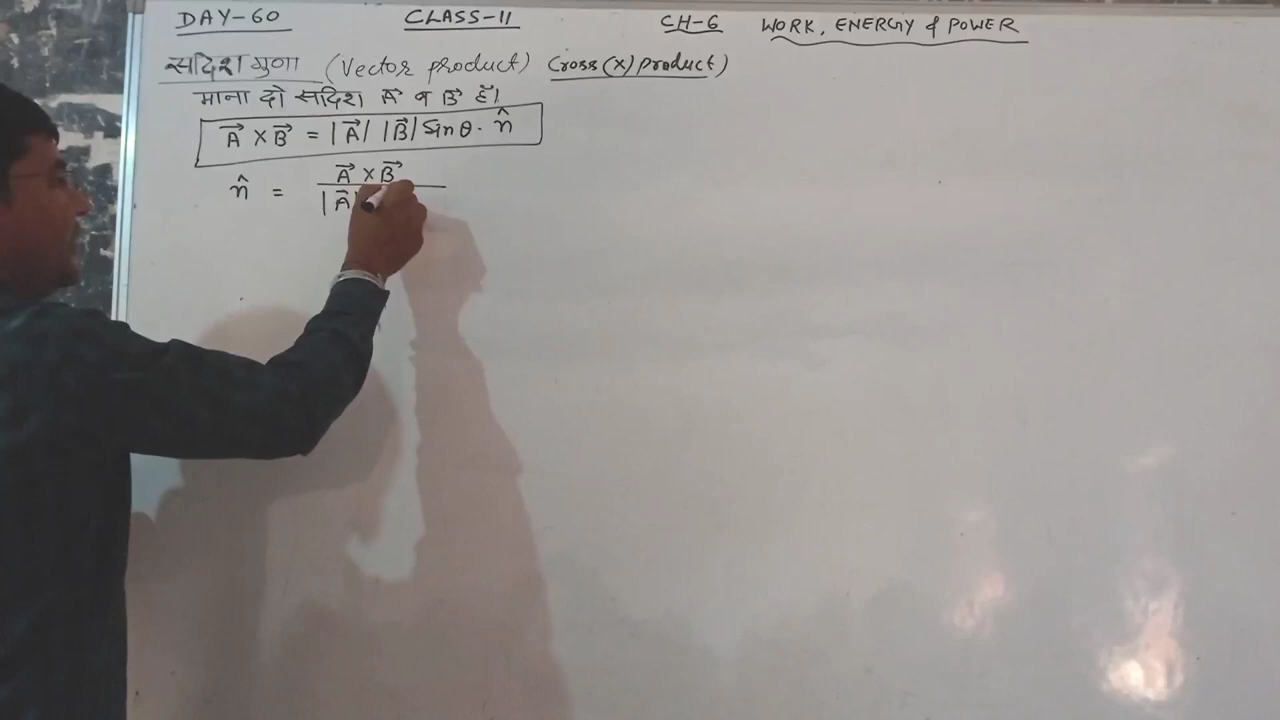 DAY-60 CLASS-11 CH-6 WORK, ENERGY & POWER
सदिश गुणा (Vector product) Cross(X) product)
माना दो सदिश A⃗ व B⃗ हैं।
A⃗ × B⃗ = |A⃗| |B⃗| Sinθ · n̂
n̂ = A⃗ × B⃗
|A⃗|